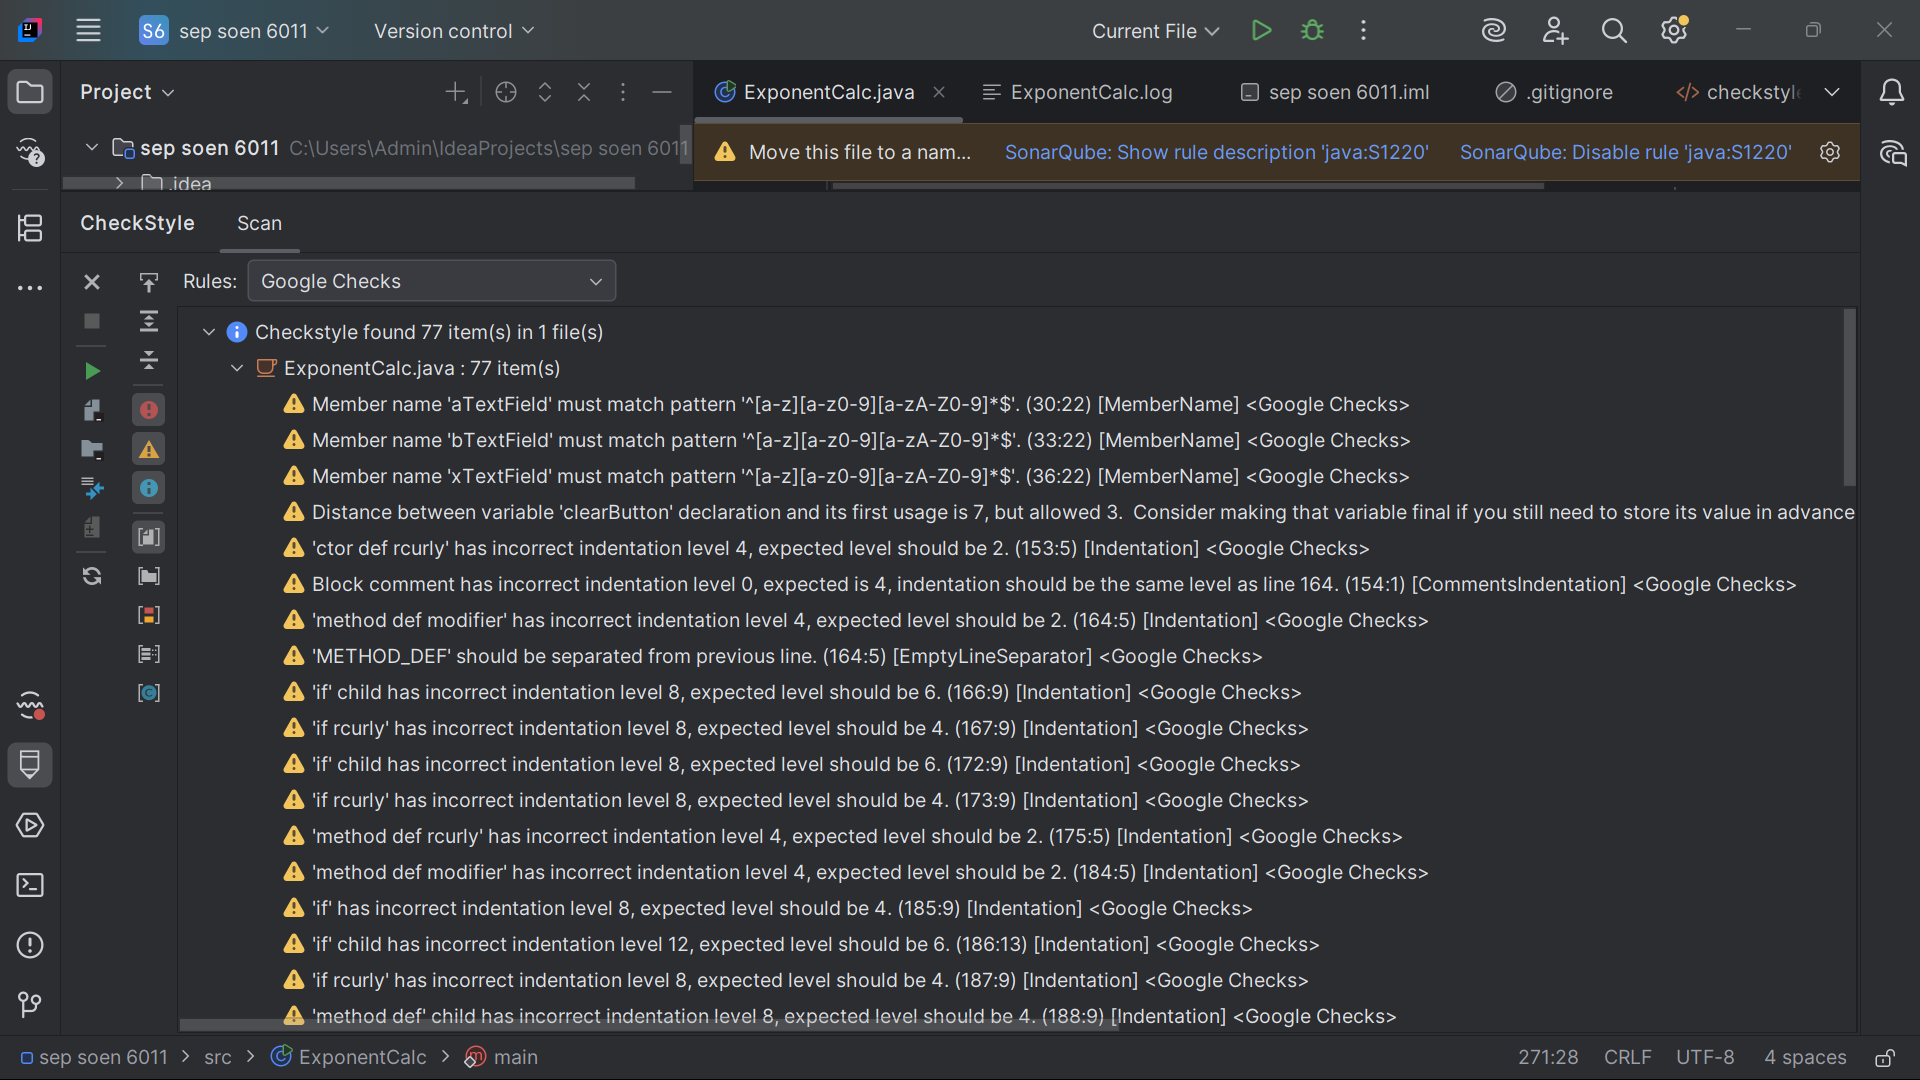 S6 sep soen 6011 Version control Current File
Project ExponentCalc.java ExponentCalc.log sep soen 6011.iml .gitignore checkstyl
sep soen 6011 C:\Users\Admin\IdeaProjects\sep soen 6011 Move this file to a nam... SonarQube: Show rule description 'java:S1220' SonarQube: Disable rule 'java:S1220'
.idea
CheckStyle Scan
Rules: Google Checks
Checkstyle found 77 item(s) in 1 file(s)
ExponentCalc.java : 77 item(s)
Member name 'aTextField' must match pattern '^[a-z][a-z0-9][a-zA-Z0-9]*$'. (30:22) [MemberName] <Google Checks>
Member name 'bTextField' must match pattern '^[a-z][a-z0-9][a-zA-Z0-9]*$'. (33:22) [MemberName] <Google Checks>
Member name 'xTextField' must match pattern '^[a-z][a-z0-9][a-zA-Z0-9]*$'. (36:22) [MemberName] <Google Checks>
Distance between variable 'clearButton' declaration and its first usage is 7, but allowed 3.  Consider making that variable final if you still need to store its value in advance
'ctor def rcurly' has incorrect indentation level 4, expected level should be 2. (153:5) [Indentation] <Google Checks>
Block comment has incorrect indentation level 0, expected is 4, indentation should be the same level as line 164. (154:1) [CommentsIndentation] <Google Checks>
'method def modifier' has incorrect indentation level 4, expected level should be 2. (164:5) [Indentation] <Google Checks>
'METHOD_DEF' should be separated from previous line. (164:5) [EmptyLineSeparator] <Google Checks>
'if' child has incorrect indentation level 8, expected level should be 6. (166:9) [Indentation] <Google Checks>
'if rcurly' has incorrect indentation level 8, expected level should be 4. (167:9) [Indentation] <Google Checks>
'if' child has incorrect indentation level 8, expected level should be 6. (172:9) [Indentation] <Google Checks>
'if rcurly' has incorrect indentation level 8, expected level should be 4. (173:9) [Indentation] <Google Checks>
'method def rcurly' has incorrect indentation level 4, expected level should be 2. (175:5) [Indentation] <Google Checks>
'method def modifier' has incorrect indentation level 4, expected level should be 2. (184:5) [Indentation] <Google Checks>
'if' has incorrect indentation level 8, expected level should be 4. (185:9) [Indentation] <Google Checks>
'if' child has incorrect indentation level 12, expected level should be 6. (186:13) [Indentation] <Google Checks>
'if rcurly' has incorrect indentation level 8, expected level should be 4. (187:9) [Indentation] <Google Checks>
'method def' child has incorrect indentation level 8, expected level should be 4. (188:9) [Indentation] <Google Checks>
sep soen 6011 > src > ExponentCalc > main 271:28 CRLF UTF-8 4 spaces